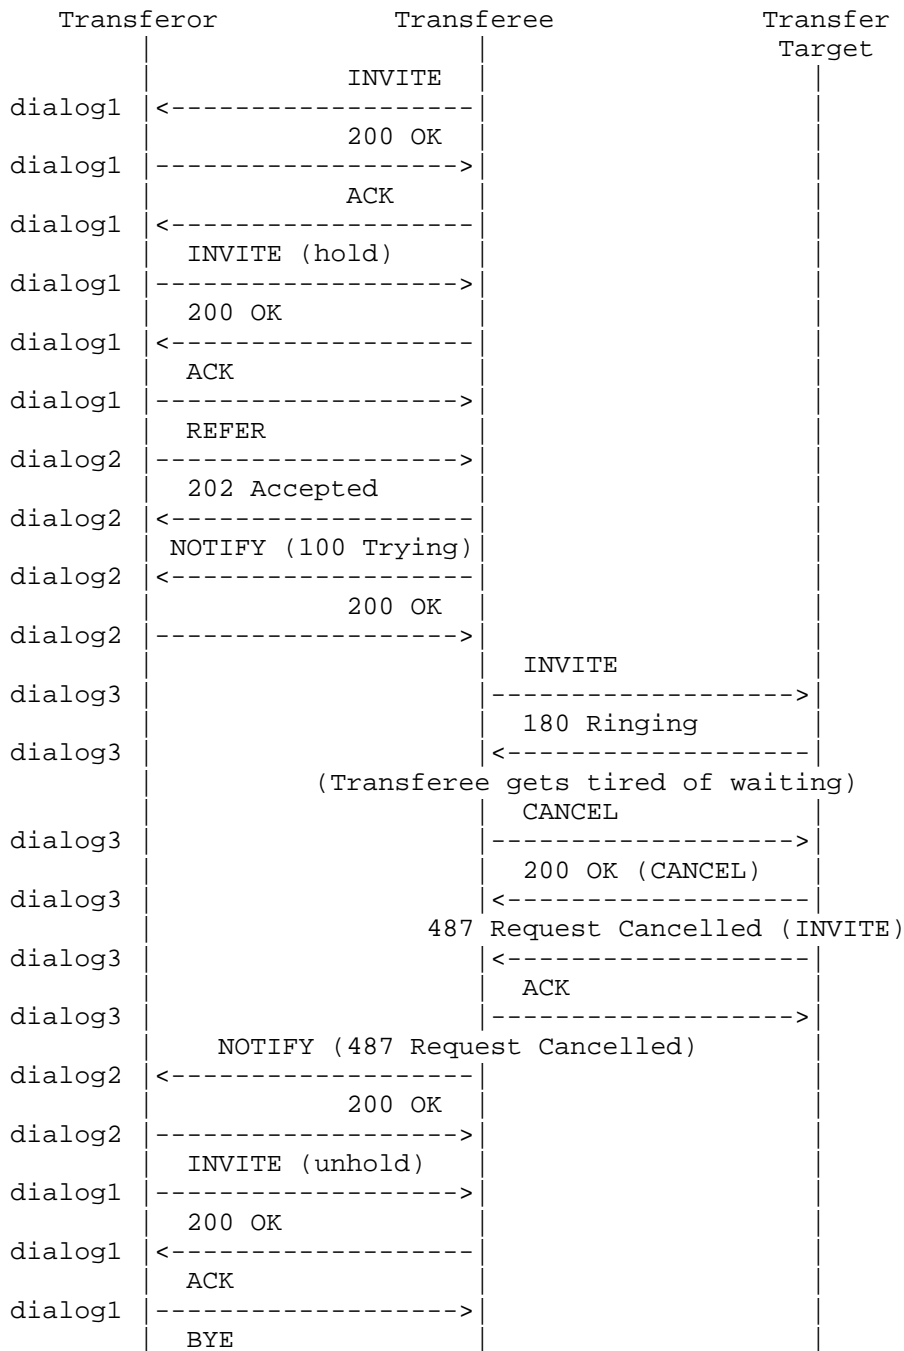 Transferor Transferee Transfer
Target
INVITE
dialog1 |<-------------------|
200 OK
dialog1 |------------------->|
ACK
dialog1 |<-------------------|
INVITE (hold)
dialog1 |------------------->|
200 OK
dialog1 |<-------------------|
ACK
dialog1 |------------------->|
REFER
dialog2 |------------------->|
202 Accepted
dialog2 |<-------------------|
NOTIFY (100 Trying)
dialog2 |<-------------------|
200 OK
dialog2 |------------------->|
INVITE
dialog3 |------------------->|
180 Ringing
dialog3 |<-------------------|
(Transferee gets tired of waiting)
CANCEL
dialog3 |------------------->|
200 OK (CANCEL)
dialog3 |<-------------------|
487 Request Cancelled (INVITE)
dialog3 |<-------------------|
ACK
dialog3 |------------------->|
NOTIFY (487 Request Cancelled)
dialog2 |<-------------------|
200 OK
dialog2 |------------------->|
INVITE (unhold)
dialog1 |------------------->|
200 OK
dialog1 |<-------------------|
ACK
dialog1 |------------------->|
BYE